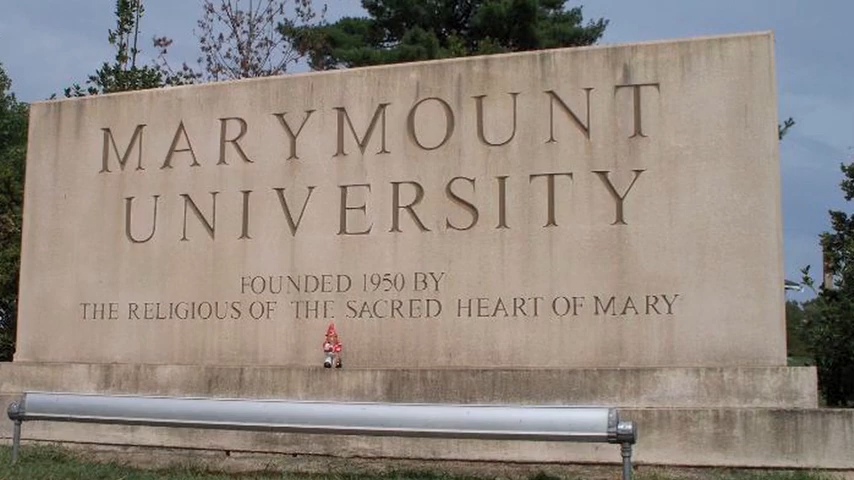 MARYMOUNT
UNIVERSITY
FOUNDED 1950 BY
THE RELIGIOUS OF THE SACRED HEART OF MARY